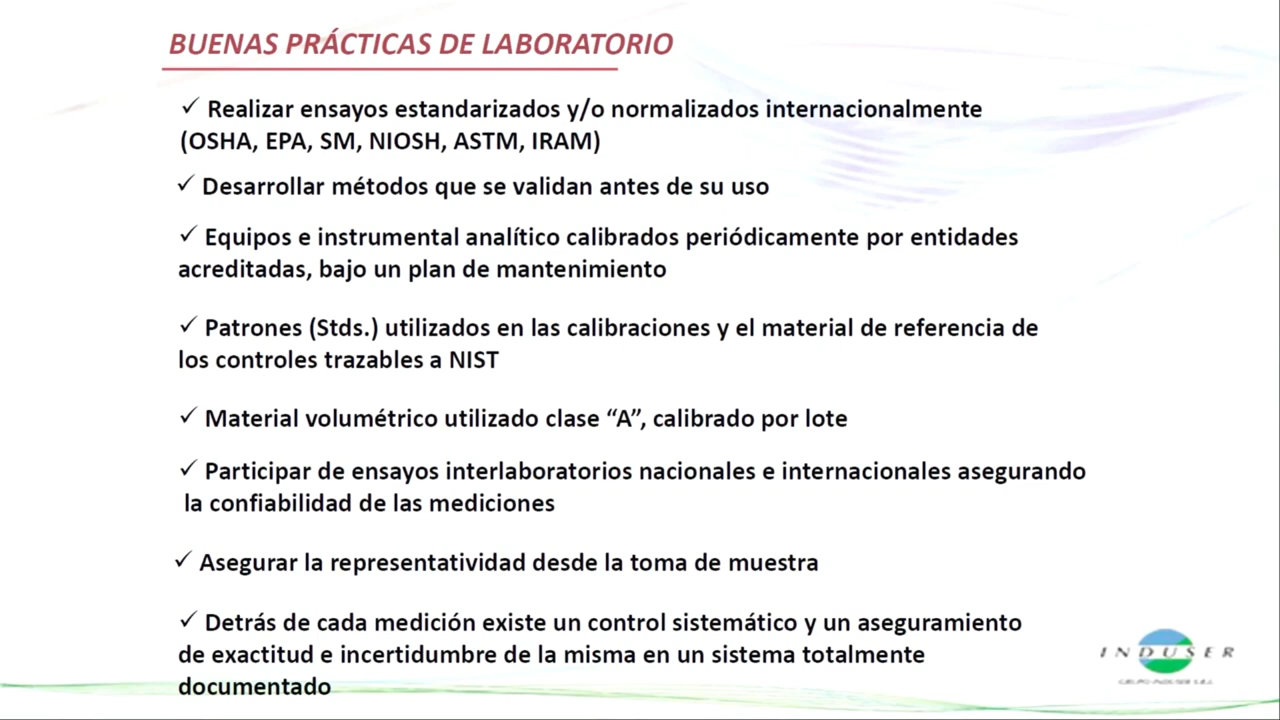 BUENAS PRÁCTICAS DE LABORATORIO
✓ Realizar ensayos estandarizados y/o normalizados internacionalmente
(OSHA, EPA, SM, NIOSH, ASTM, IRAM)
✓ Desarrollar métodos que se validan antes de su uso
✓ Equipos e instrumental analítico calibrados periódicamente por entidades
acreditadas, bajo un plan de mantenimiento
✓ Patrones (Stds.) utilizados en las calibraciones y el material de referencia de
los controles trazables a NIST
✓ Material volumétrico utilizado clase “A”, calibrado por lote
✓ Participar de ensayos interlaboratorios nacionales e internacionales asegurando
la confiabilidad de las mediciones
✓ Asegurar la representatividad desde la toma de muestra
✓ Detrás de cada medición existe un control sistemático y un aseguramiento
de exactitud e incertidumbre de la misma en un sistema totalmente
documentado
INDUSER
GRUPO INDUSER S.R.L.